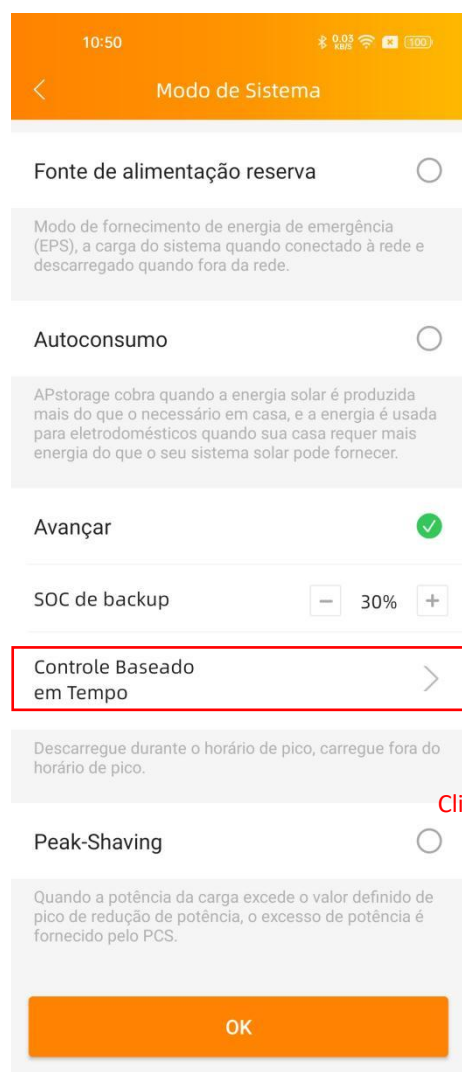 10:50
0.03
KB/S
100
Modo de Sistema
Fonte de alimentação reserva
Modo de fornecimento de energia de emergência
(EPS), a carga do sistema quando conectado à rede e
descarregado quando fora da rede.
Autoconsumo
APstorage cobra quando a energia solar é produzida
mais do que o necessário em casa, e a energia é usada
para eletrodomésticos quando sua casa requer mais
energia do que o seu sistema solar pode fornecer.
Avançar
SOC de backup
− 30% +
Controle Baseado
em Tempo
Descarregue durante o horário de pico, carregue fora do
horário de pico.
Cli
Peak-Shaving
Quando a potência da carga excede o valor definido de
pico de redução de potência, o excesso de potência é
fornecido pelo PCS.
OK